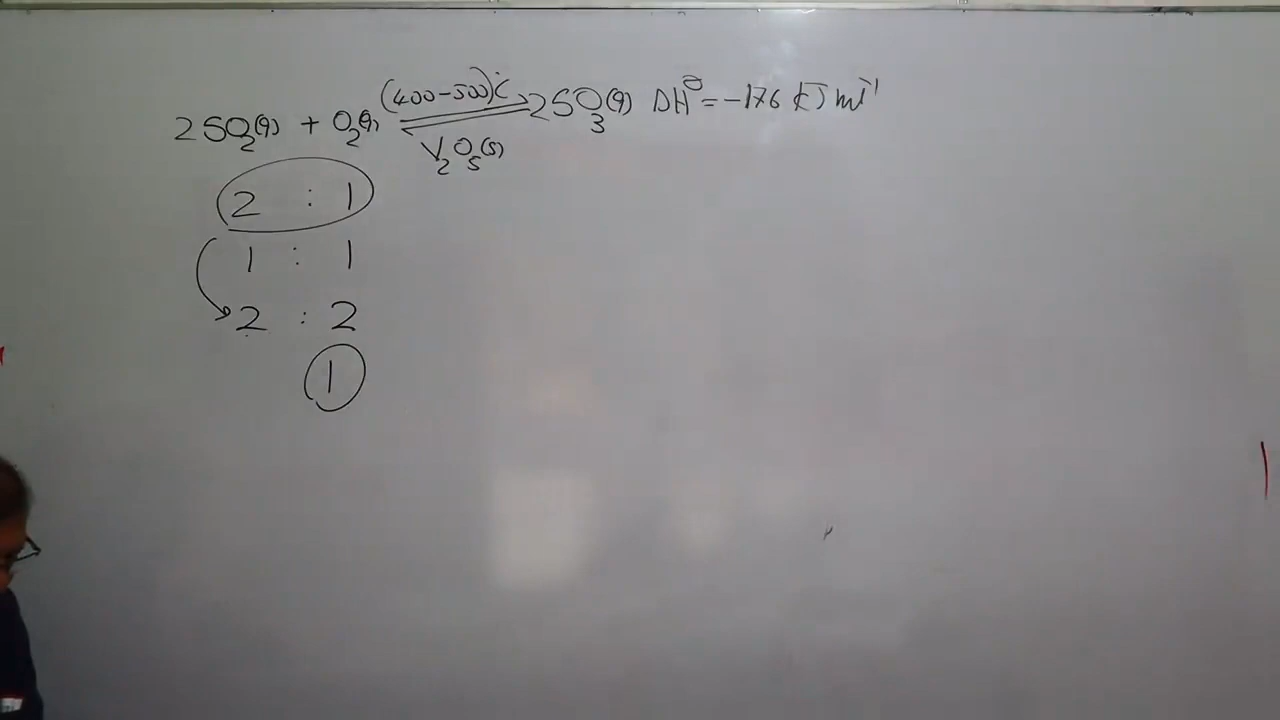 2SO₂(g) + O₂(g) (400-500)°C ⇌ V₂O₅(s) 2SO₃(g) ΔH° = -176 kJ mol⁻¹
2 : 1
1 : 1
2 : 2
1